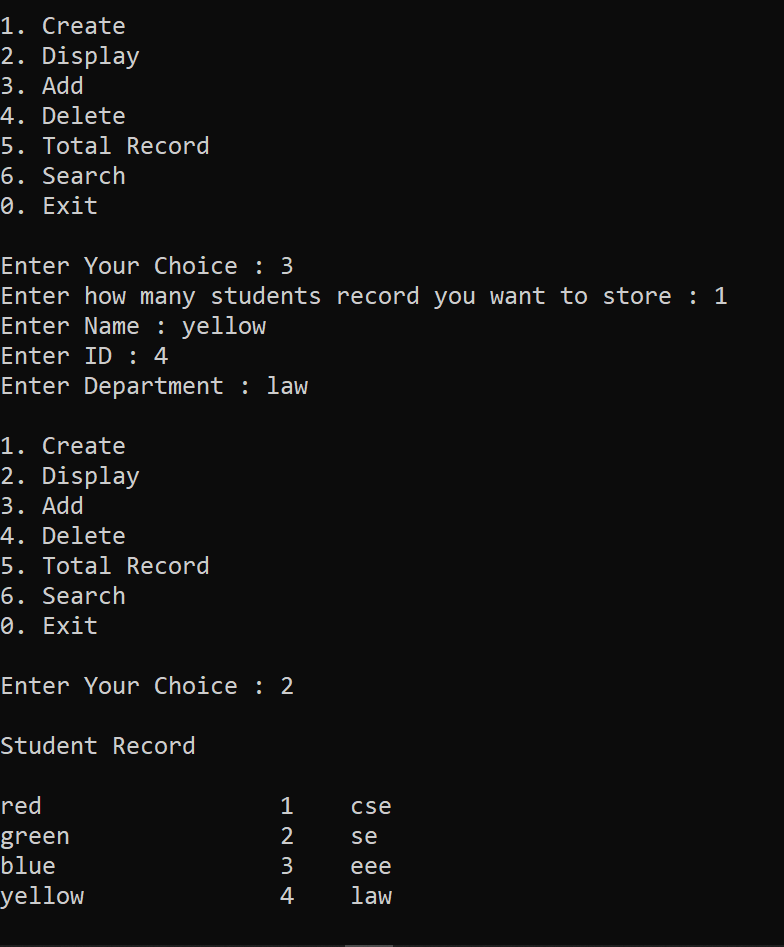 1. Create
2. Display
3. Add
4. Delete
5. Total Record
6. Search
0. Exit
Enter Your Choice : 3
Enter how many students record you want to store : 1
Enter Name : yellow
Enter ID : 4
Enter Department : law
1. Create
2. Display
3. Add
4. Delete
5. Total Record
6. Search
0. Exit
Enter Your Choice : 2
Student Record
red 1 cse
green 2 se
blue 3 eee
yellow 4 law